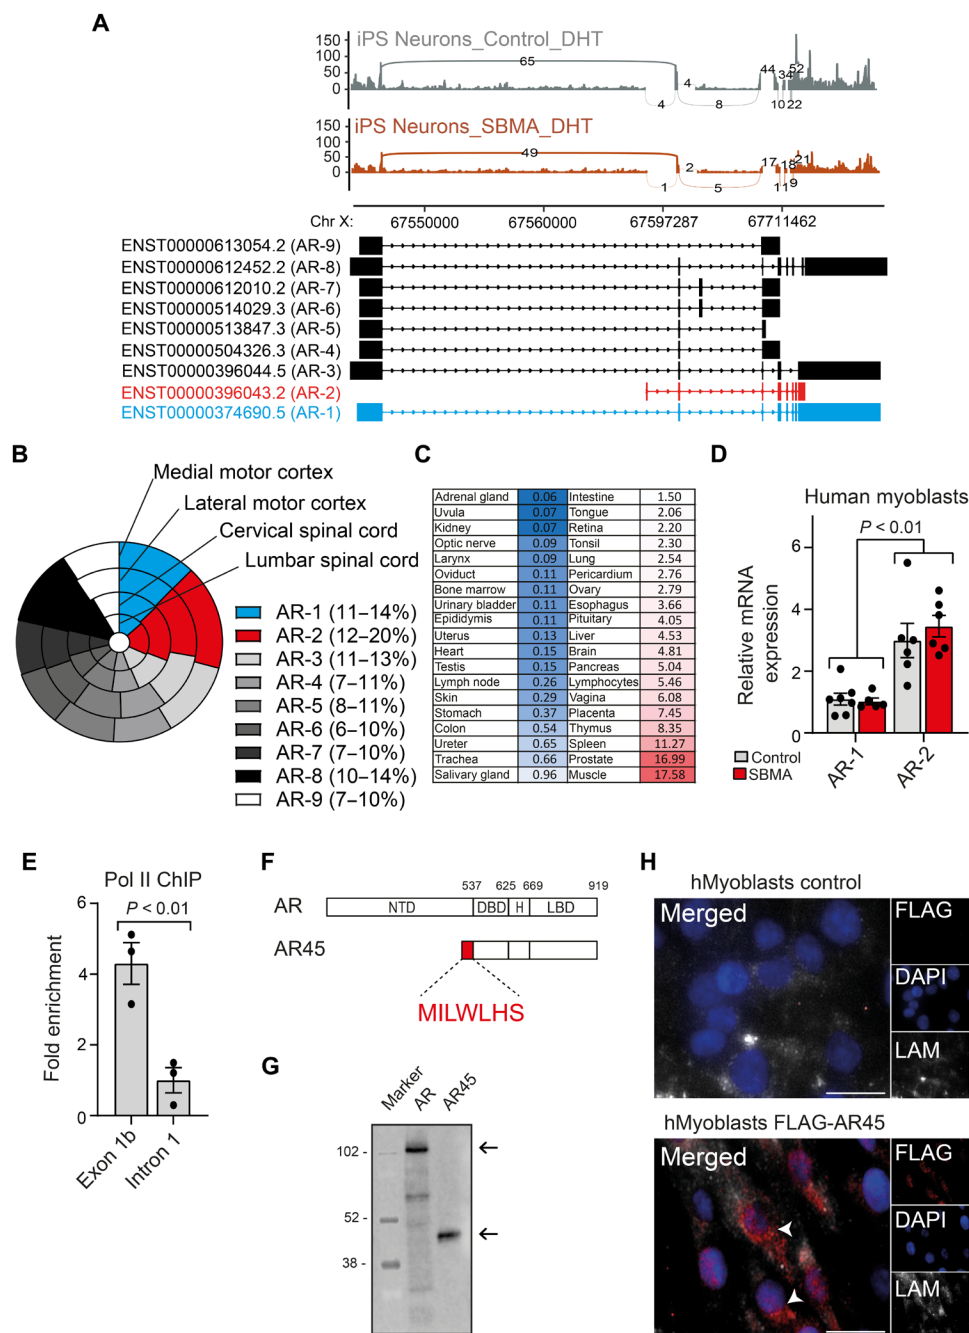 A
iPS Neurons_Control_DHT
150
100
50
0
65
4
4
8
44
34
52
10
22
iPS Neurons_SBMA_DHT
150
100
50
0
49
1
2
5
17
18
21
11
9
Chr X: 67550000 67560000 67597287 67711462
ENST00000613054.2 (AR-9)
ENST00000612452.2 (AR-8)
ENST00000612010.2 (AR-7)
ENST00000514029.3 (AR-6)
ENST00000513847.3 (AR-5)
ENST00000504326.3 (AR-4)
ENST00000396044.5 (AR-3)
ENST00000396043.2 (AR-2)
ENST00000374690.5 (AR-1)
B
Medial motor cortex
Lateral motor cortex
Cervical spinal cord
Lumbar spinal cord
AR-1 (11–14%)
AR-2 (12–20%)
AR-3 (11–13%)
AR-4 (7–11%)
AR-5 (8–11%)
AR-6 (6–10%)
AR-7 (7–10%)
AR-8 (10–14%)
AR-9 (7–10%)
C
Adrenal gland 0.06 Intestine 1.50
Uvula 0.07 Tongue 2.06
Kidney 0.07 Retina 2.20
Optic nerve 0.09 Tonsil 2.30
Larynx 0.09 Lung 2.54
Oviduct 0.11 Pericardium 2.76
Bone marrow 0.11 Ovary 2.79
Urinary bladder 0.11 Esophagus 3.66
Epididymis 0.11 Pituitary 4.05
Uterus 0.13 Liver 4.53
Heart 0.15 Brain 4.81
Testis 0.15 Pancreas 5.04
Lymph node 0.26 Lymphocytes 5.46
Skin 0.29 Vagina 6.08
Stomach 0.37 Placenta 7.45
Colon 0.54 Thymus 8.35
Ureter 0.65 Spleen 11.27
Trachea 0.66 Prostate 16.99
Salivary gland 0.96 Muscle 17.58
D
Human myoblasts
P < 0.01
Relative mRNA
expression
6
4
2
0
AR-1
AR-2
Control
SBMA
E
Pol II ChIP
P < 0.01
Fold enrichment
6
4
2
0
Exon 1b
Intron 1
F
537 625 669 919
AR NTD DBD H LBD
AR45
MILWLHS
G
Marker
AR
AR45
102 -
52 -
38 -
H
hMyoblasts control
Merged
FLAG
DAPI
LAM
hMyoblasts FLAG-AR45
Merged
FLAG
DAPI
LAM